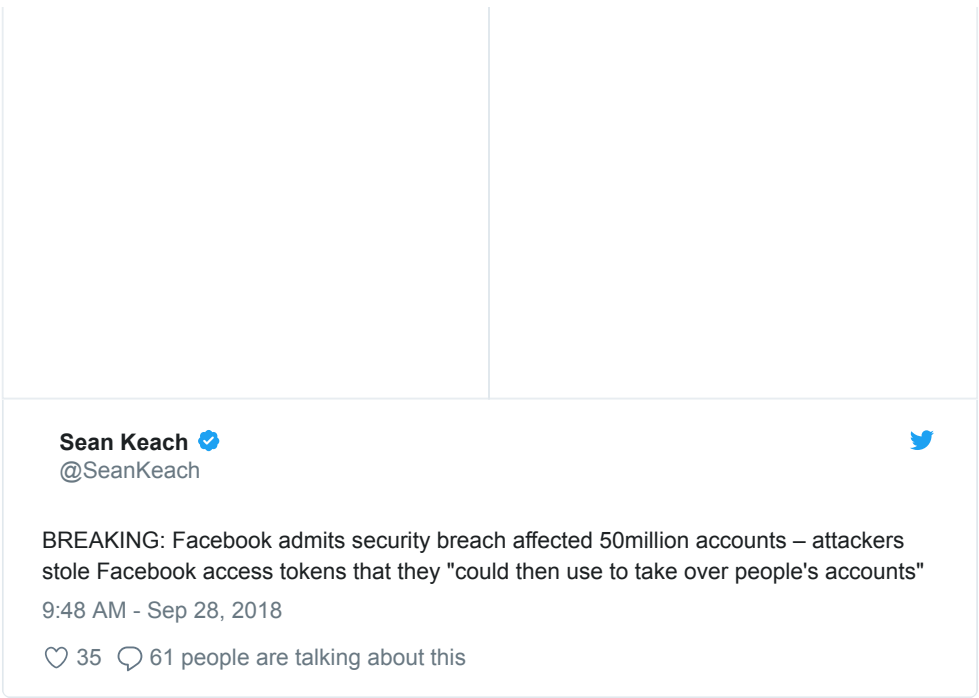 Sean Keach
@SeanKeach
BREAKING: Facebook admits security breach affected 50million accounts – attackers
stole Facebook access tokens that they "could then use to take over people's accounts"
9:48 AM - Sep 28, 2018
35 61 people are talking about this